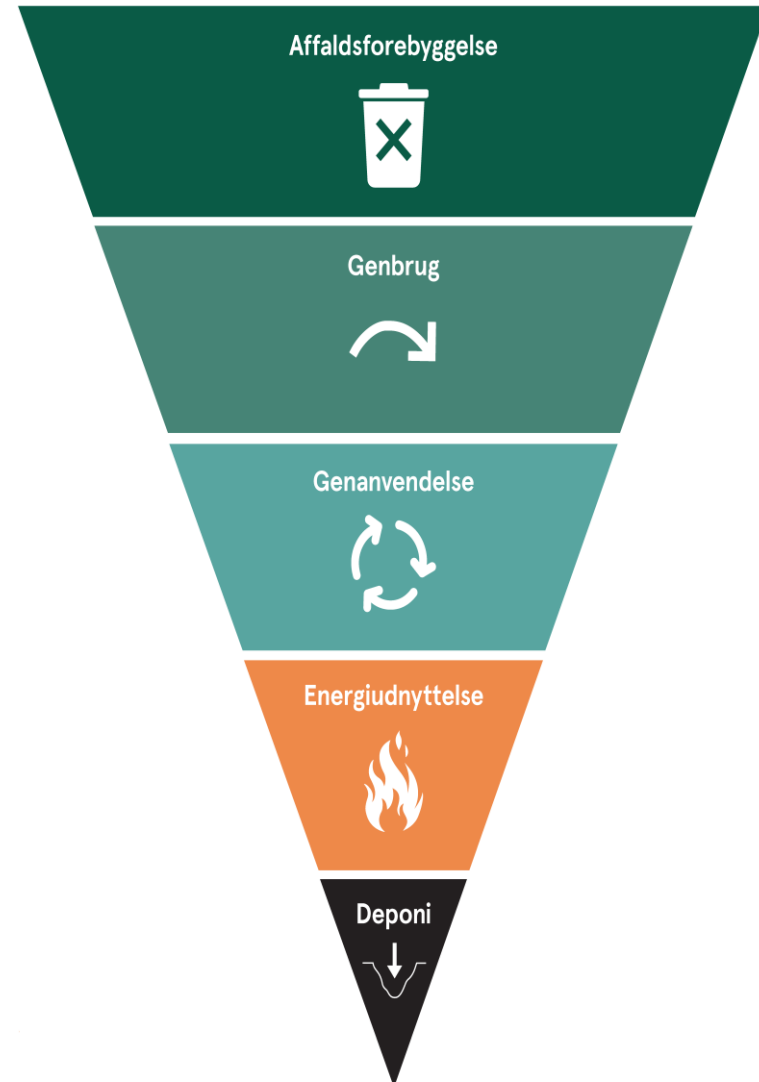 Affaldsforebyggelse
Genbrug
Genanvendelse
Energiudnyttelse
Deponi